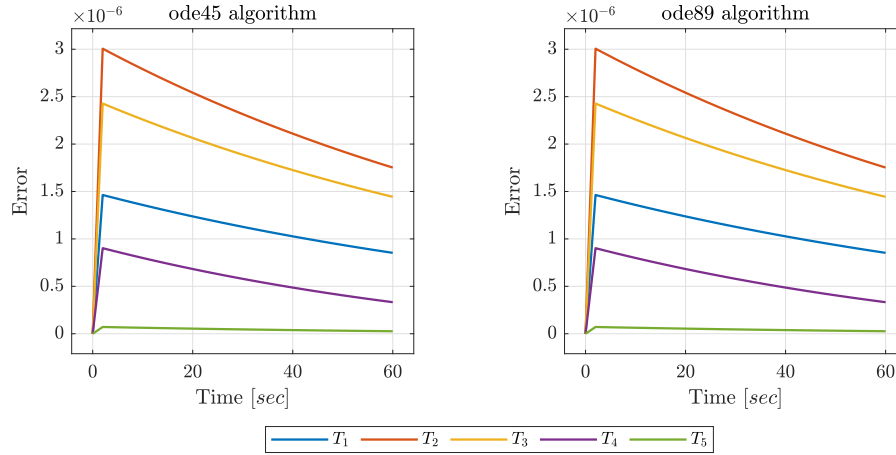 ×10⁻⁶ ode45 algorithm
3
2.5
2
1.5
1
0.5
0
Error
0 20 40 60
Time [sec]
×10⁻⁶ ode89 algorithm
3
2.5
2
1.5
1
0.5
0
Error
0 20 40 60
Time [sec]
T₁ T₂ T₃ T₄ T₅